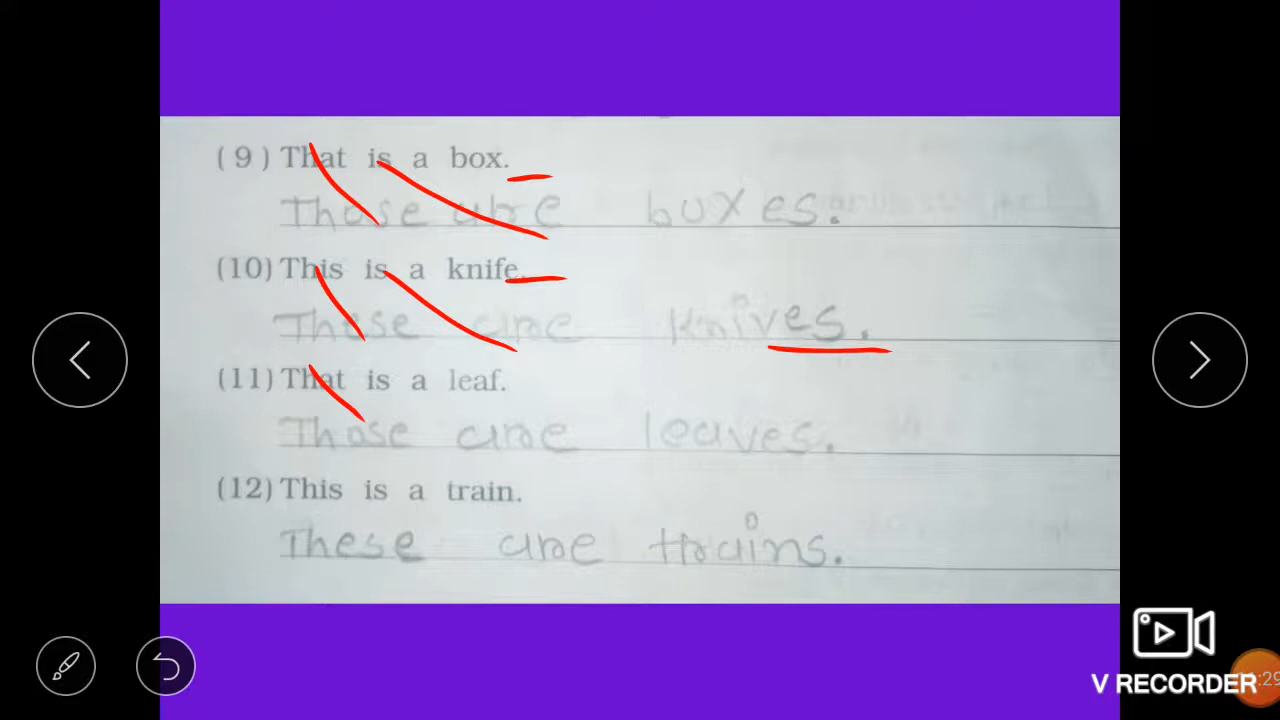 (9) That is a box.
Those are boxes.
(10) This is a knife.
These are knives.
(11) That is a leaf.
Those are leaves.
(12) This is a train.
These are trains.
V RECORDER
:29